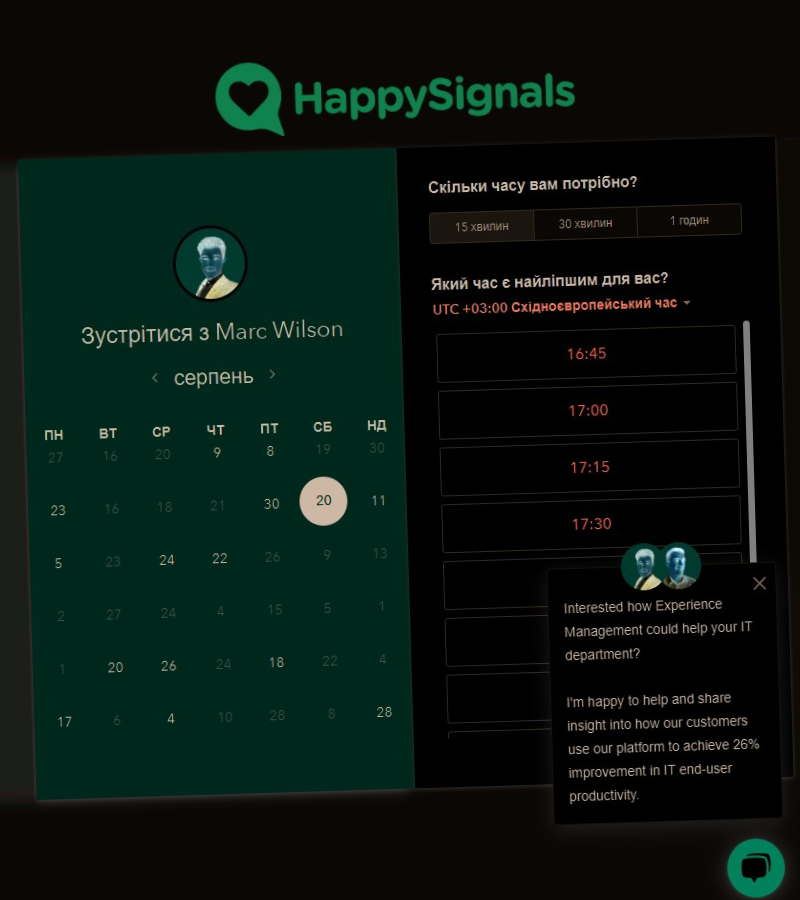 HappySignals
Зустрітися з Marc Wilson
серпень
ПН ВТ СР ЧТ ПТ СБ НД
27 16 20 9 8 19 30
23 16 18 21 30 20 11
5 23 24 22 26 9 13
2 27 24 4 15 5 1
1 20 26 24 18 22 4
17 6 4 10 28 8 28
Скільки часу вам потрібно?
15 хвилин 30 хвилин 1 годин
Який час є найліпшим для вас?
UTC +03:00 Східноєвропейський час
16:45
17:00
17:15
17:30
Interested how Experience
Management could help your IT
department?
I'm happy to help and share
insight into how our customers
use our platform to achieve 26%
improvement in IT end-user
productivity.